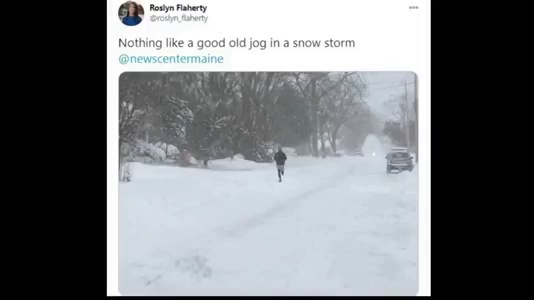 Roslyn Flaherty
@roslyn_flaherty
Nothing like a good old jog in a snow storm
@newscentermaine